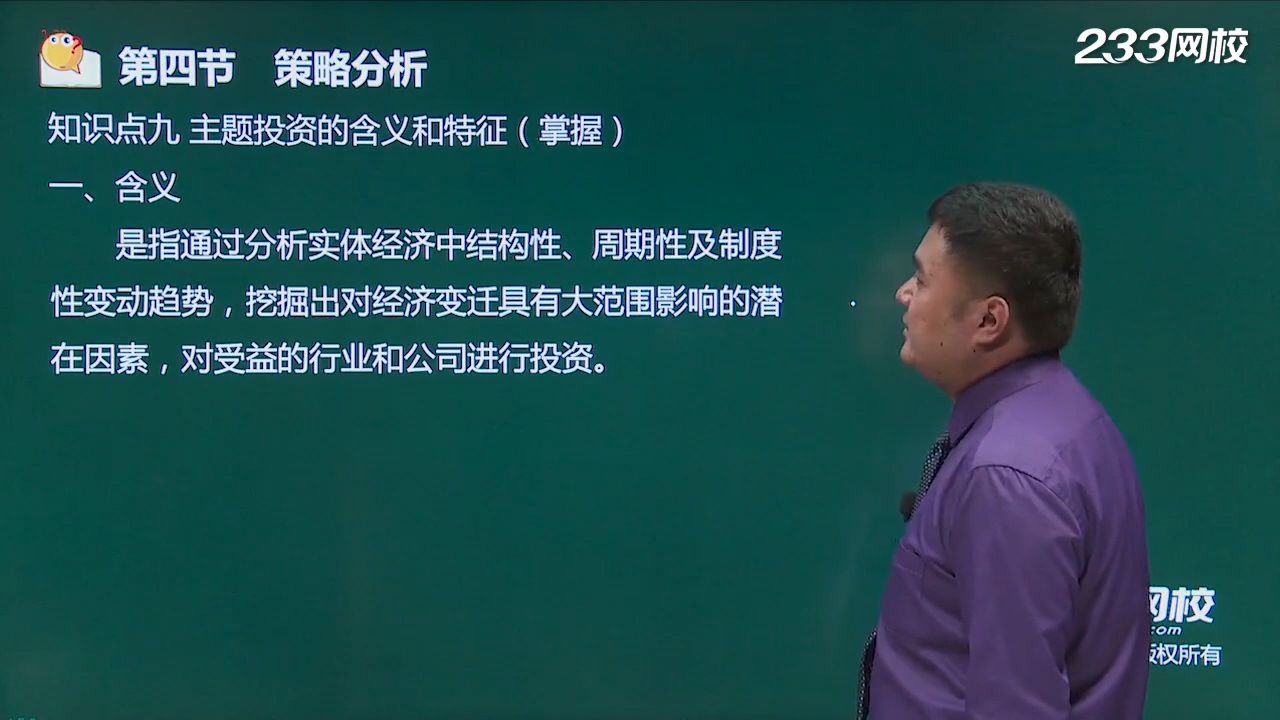 233网校
第四节 策略分析
知识点九 主题投资的含义和特征（掌握）
一、含义
是指通过分析实体经济中结构性、周期性及制度
性变动趋势，挖掘出对经济变迁具有大范围影响的潜
在因素，对受益的行业和公司进行投资。
网校
.com
版权所有